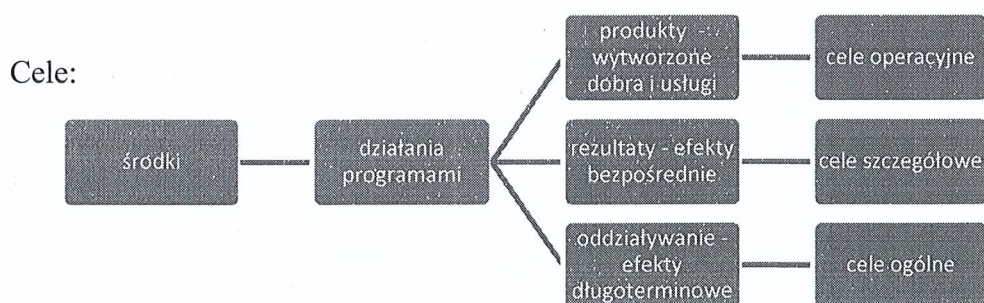 Cele:
środki
działania
programami
produkty -
wytworzone
dobra i usługi
cele operacyjne
rezultaty - efekty
bezpośrednie
cele szczegółowe
oddziaływanie -
efekty
długoterminowe
cele ogólne